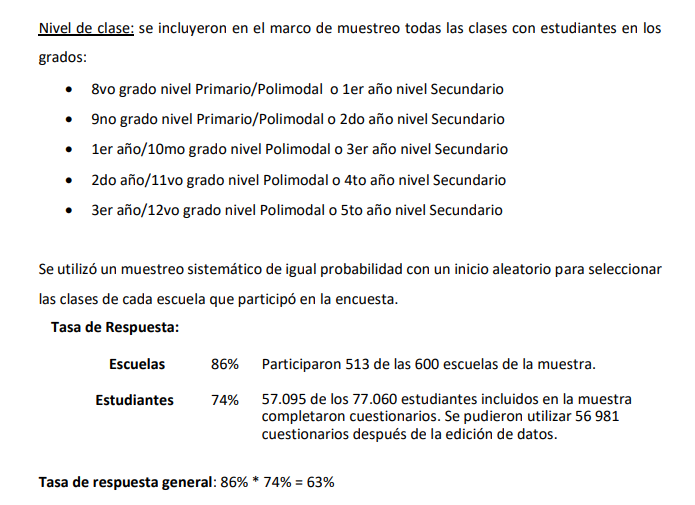 Nivel de clase: se incluyeron en el marco de muestreo todas las clases con estudiantes en los
grados:
• 8vo grado nivel Primario/Polimodal o 1er año nivel Secundario
• 9no grado nivel Primario/Polimodal o 2do año nivel Secundario
• 1er año/10mo grado nivel Polimodal o 3er año nivel Secundario
• 2do año/11vo grado nivel Polimodal o 4to año nivel Secundario
• 3er año/12vo grado nivel Polimodal o 5to año nivel Secundario
Se utilizó un muestreo sistemático de igual probabilidad con un inicio aleatorio para seleccionar
las clases de cada escuela que participó en la encuesta.
Tasa de Respuesta:
Escuelas 86% Participaron 513 de las 600 escuelas de la muestra.
Estudiantes 74% 57.095 de los 77.060 estudiantes incluidos en la muestra
completaron cuestionarios. Se pudieron utilizar 56 981
cuestionarios después de la edición de datos.
Tasa de respuesta general: 86% * 74% = 63%